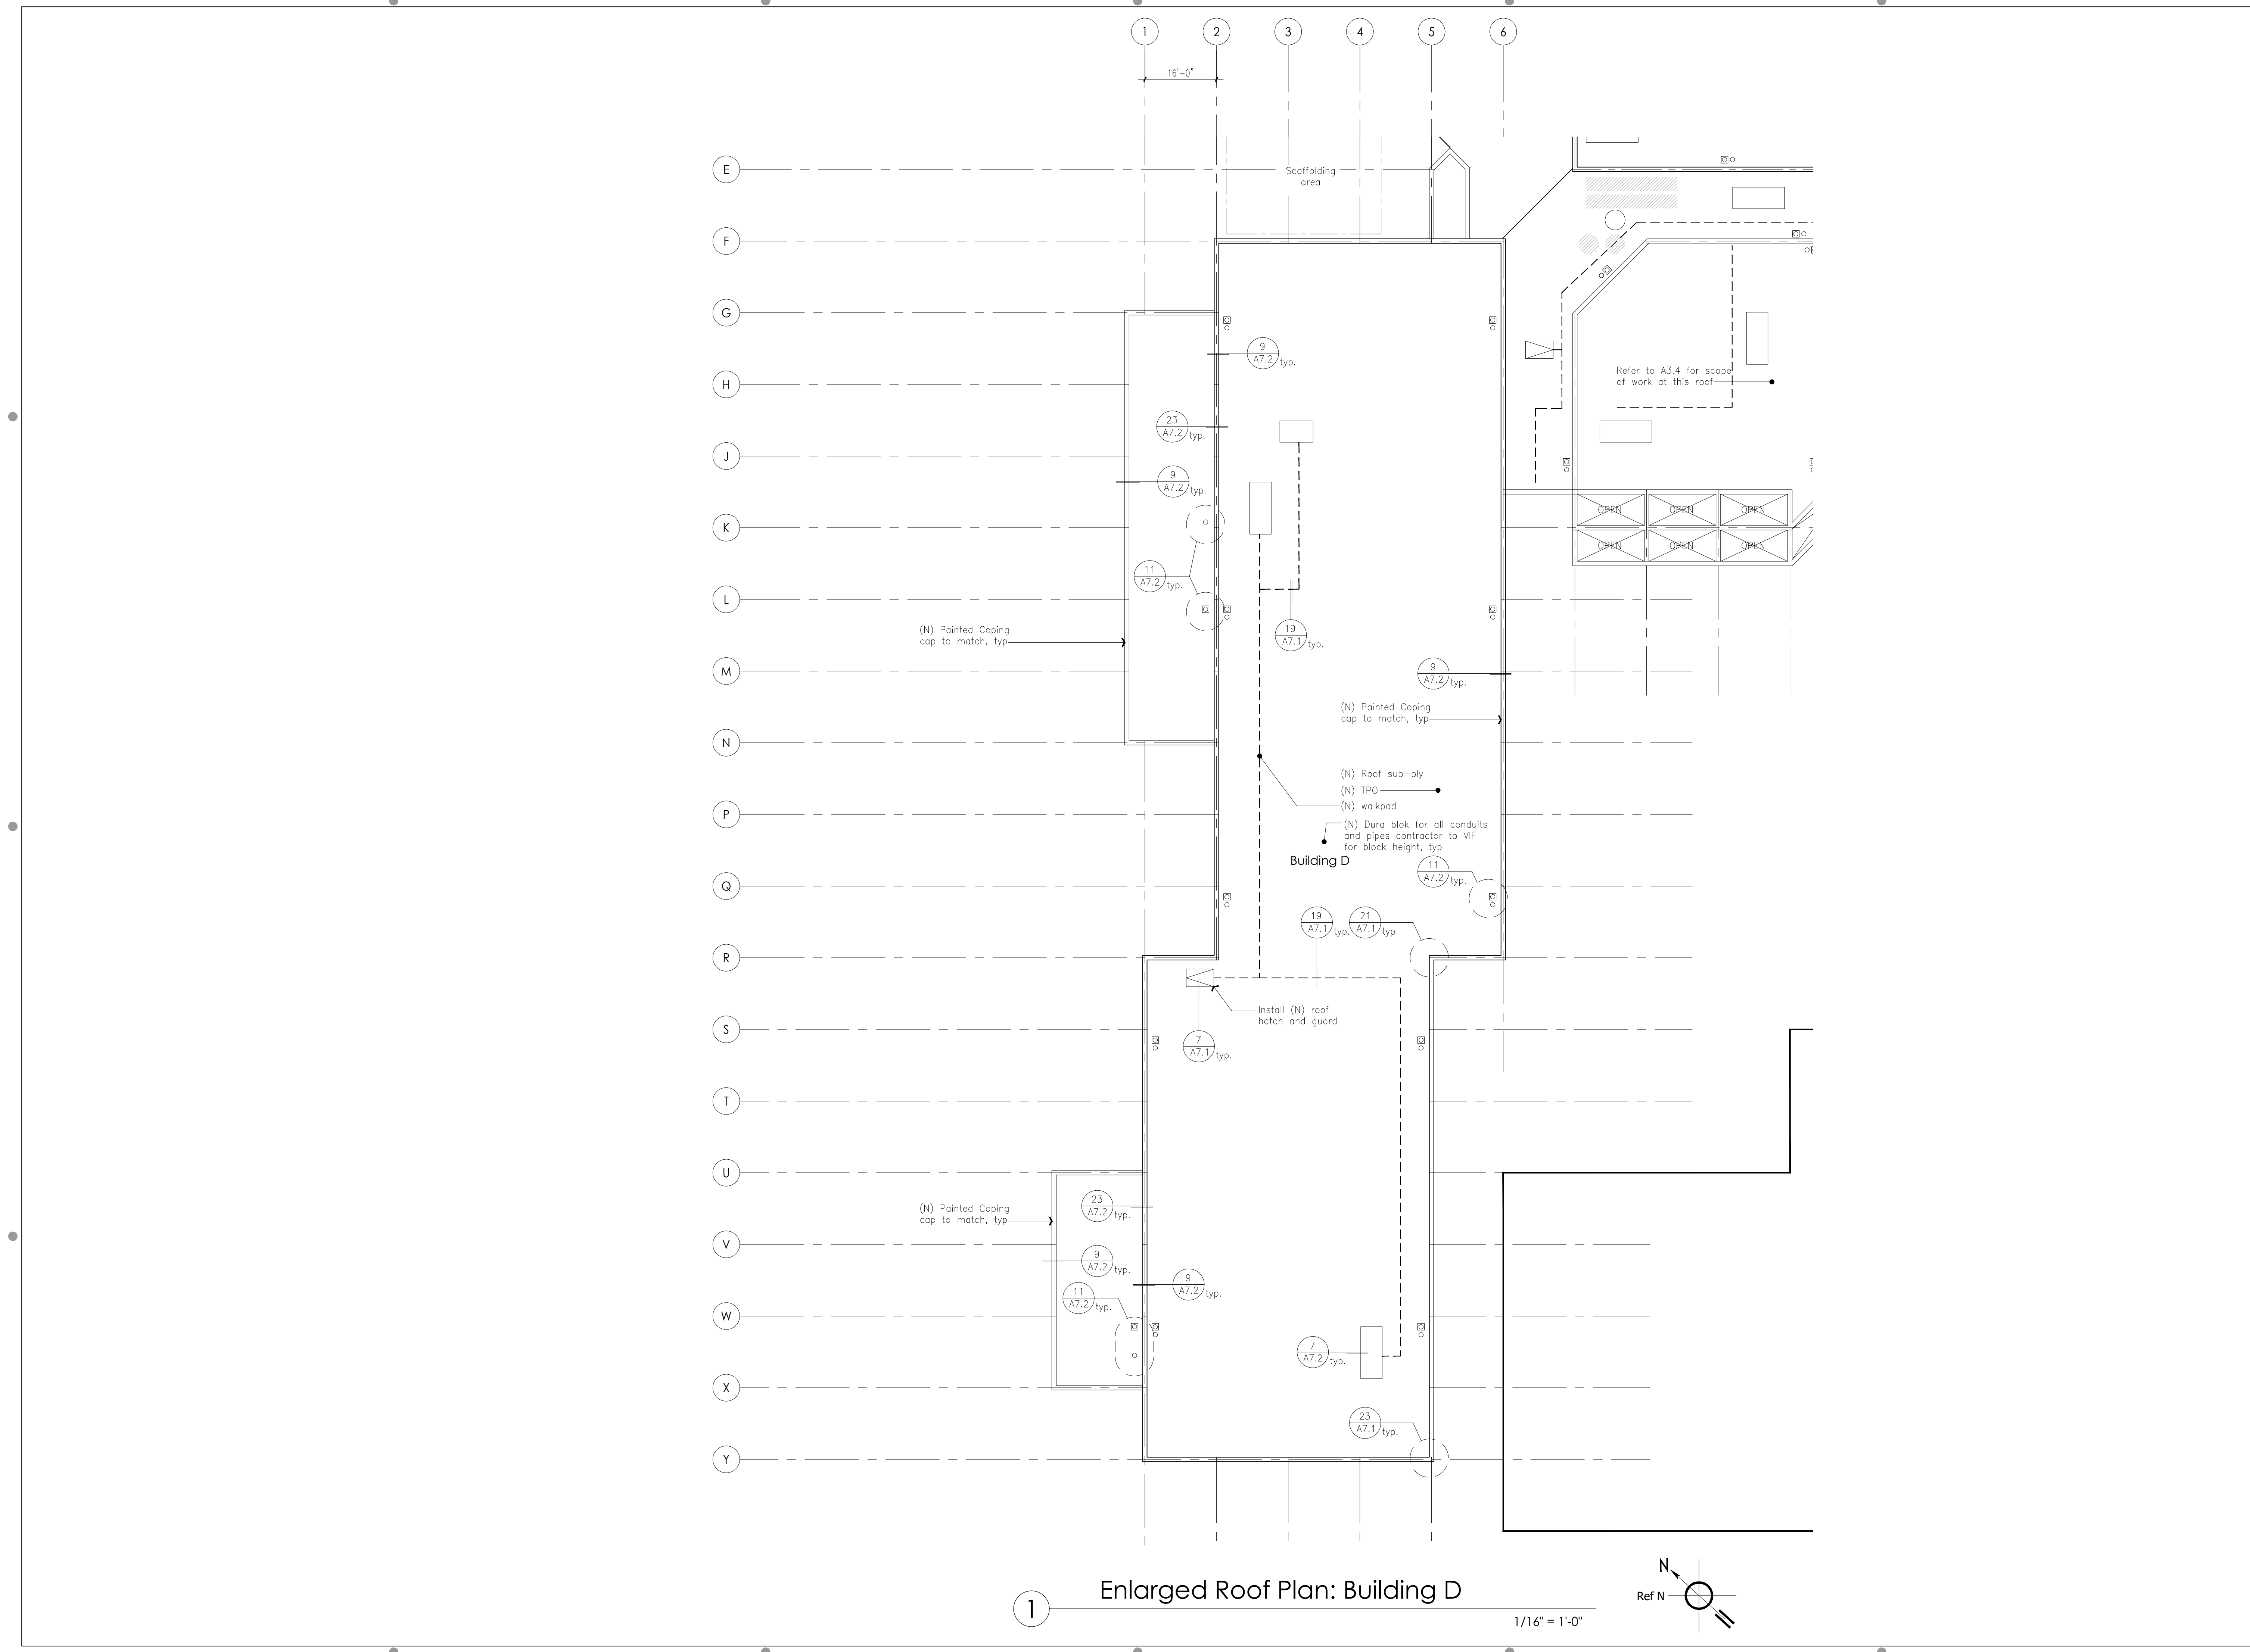 1 2 3 4 5 6
16'-0"
E
Scaffolding
area
F
G
9
A7.2 typ.
Refer to A3.4 for scope
of work at this roof
H
23
A7.2 typ.
J
9
A7.2 typ.
OPEN OPEN OPEN
K
OPEN OPEN OPEN
11
A7.2 typ.
L
(N) Painted Coping
cap to match, typ
19
A7.1 typ.
M
9
A7.2 typ.
(N) Painted Coping
cap to match, typ
N
(N) Roof sub-ply
(N) TPO
(N) walkpad
P
(N) Dura blok for all conduits
and pipes contractor to VIF
for block height, typ
Building D
11
A7.2 typ.
Q
19
A7.1 typ.
21
A7.1 typ.
R
Install (N) roof
hatch and guard
S
7
A7.1 typ.
T
U
23
A7.2 typ.
(N) Painted Coping
cap to match, typ
V
9
A7.2 typ.
9
A7.2 typ.
11
A7.2 typ.
W
7
A7.2 typ.
X
23
A7.1 typ.
Y
1
Enlarged Roof Plan: Building D
1/16" = 1'-0"
N
Ref N